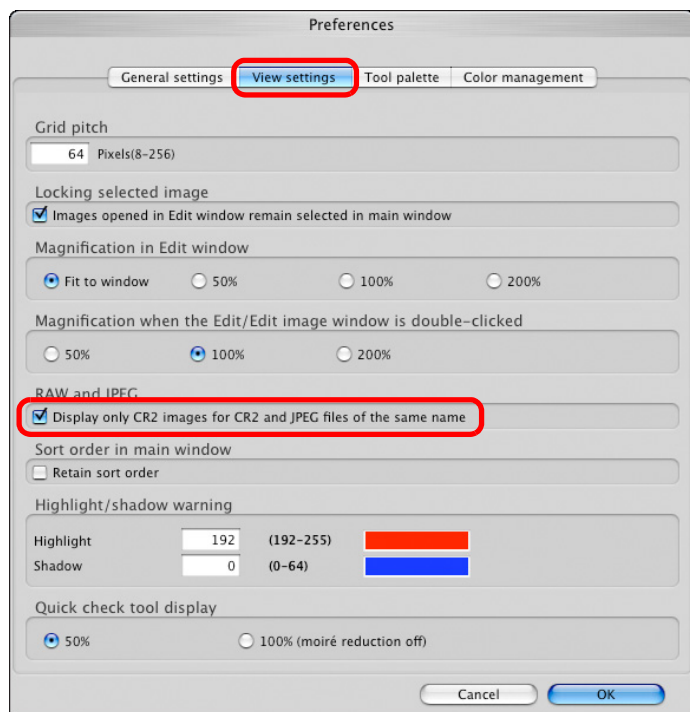 Preferences
General settings View settings Tool palette Color management
Grid pitch
64 Pixels(8-256)
Locking selected image
Images opened in Edit window remain selected in main window
Magnification in Edit window
Fit to window 50% 100% 200%
Magnification when the Edit/Edit image window is double-clicked
50% 100% 200%
RAW and JPEG
Display only CR2 images for CR2 and JPEG files of the same name
Sort order in main window
Retain sort order
Highlight/shadow warning
Highlight 192 (192-255)
Shadow 0 (0-64)
Quick check tool display
50% 100% (moiré reduction off)
Cancel OK